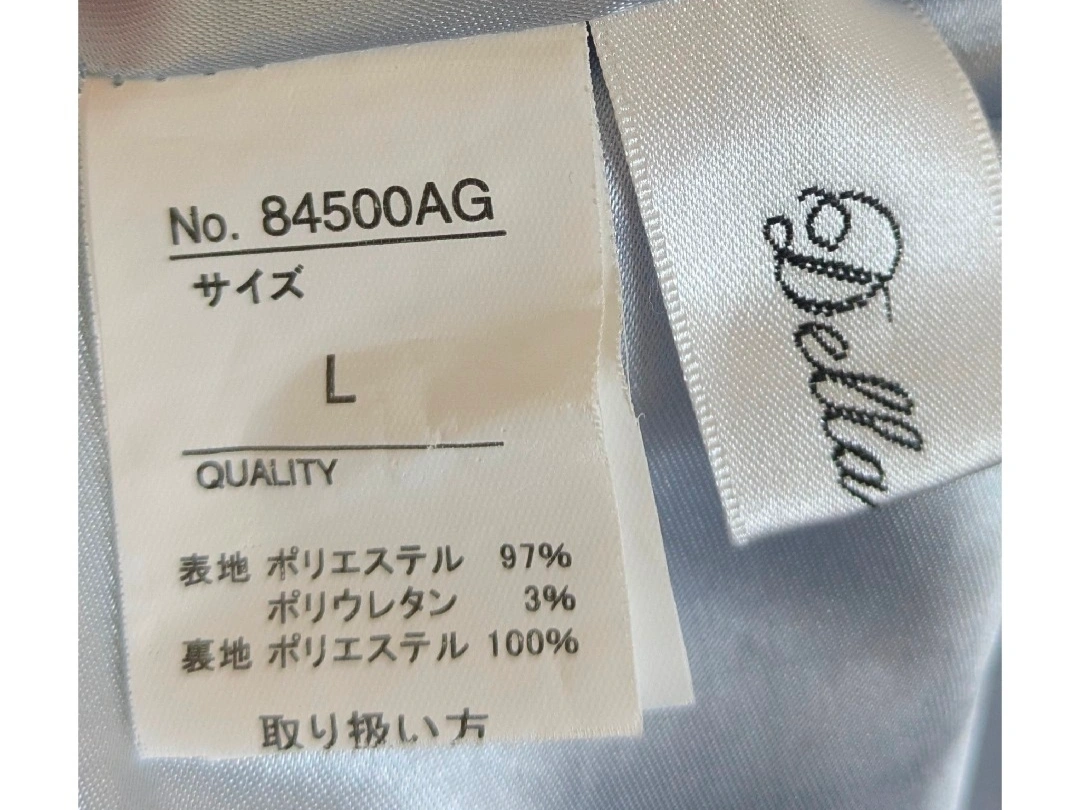 No. 84500AG
サイズ
L
QUALITY
表地 ポリエステル 97%
ポリウレタン 3%
裏地 ポリエステル 100%
取り扱い方
Della